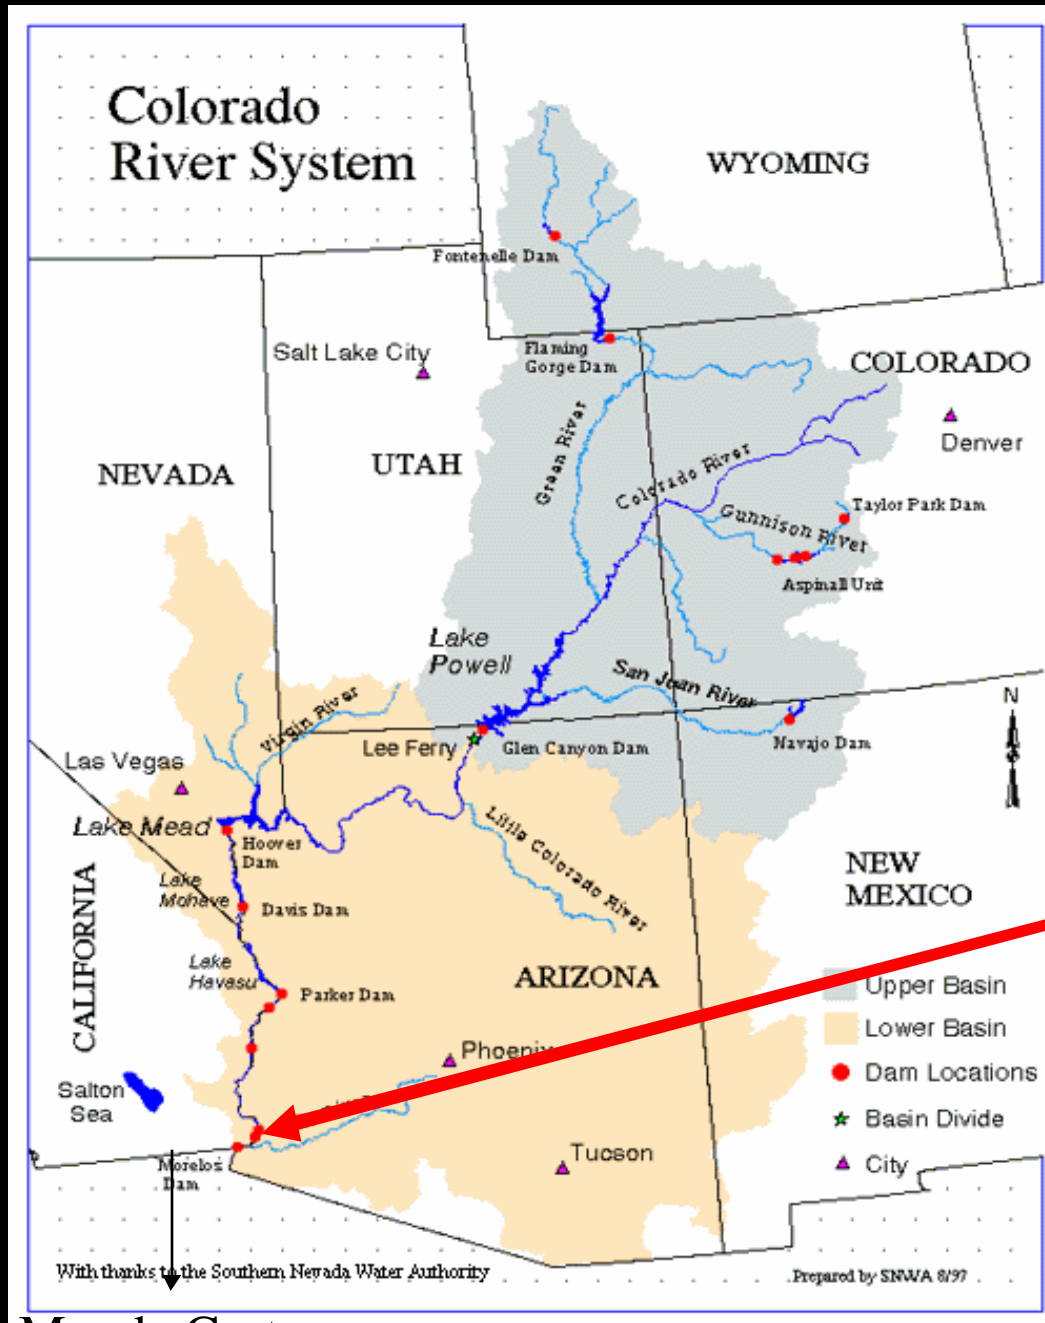 Colorado
River System
WYOMING
Fontenelle Dam
Salt Lake City
Flaming
Gorge Dam
COLORADO
Denver
NEVADA
UTAH
Green River
Colorado River
Taylor Park Dam
Gunnison River
Aspinall Unit
Lake
Powell
San Juan River
N
Virgin River
Lee Ferry
Glen Canyon Dam
Navajo Dam
Las Vegas
Lake Mead
Hoover
Dam
Little Colorado River
NEW
MEXICO
CALIFORNIA
Lake
Mohave
Davis Dam
Lake
Havasu
Parker Dam
ARIZONA
Upper Basin
Lower Basin
Phoenix
Dam Locations
Salton
Sea
Basin Divide
Tucson
City
Morelos
Dam
With thanks to the Southern Nevada Water Authority
Prepared by SNWA 8/97